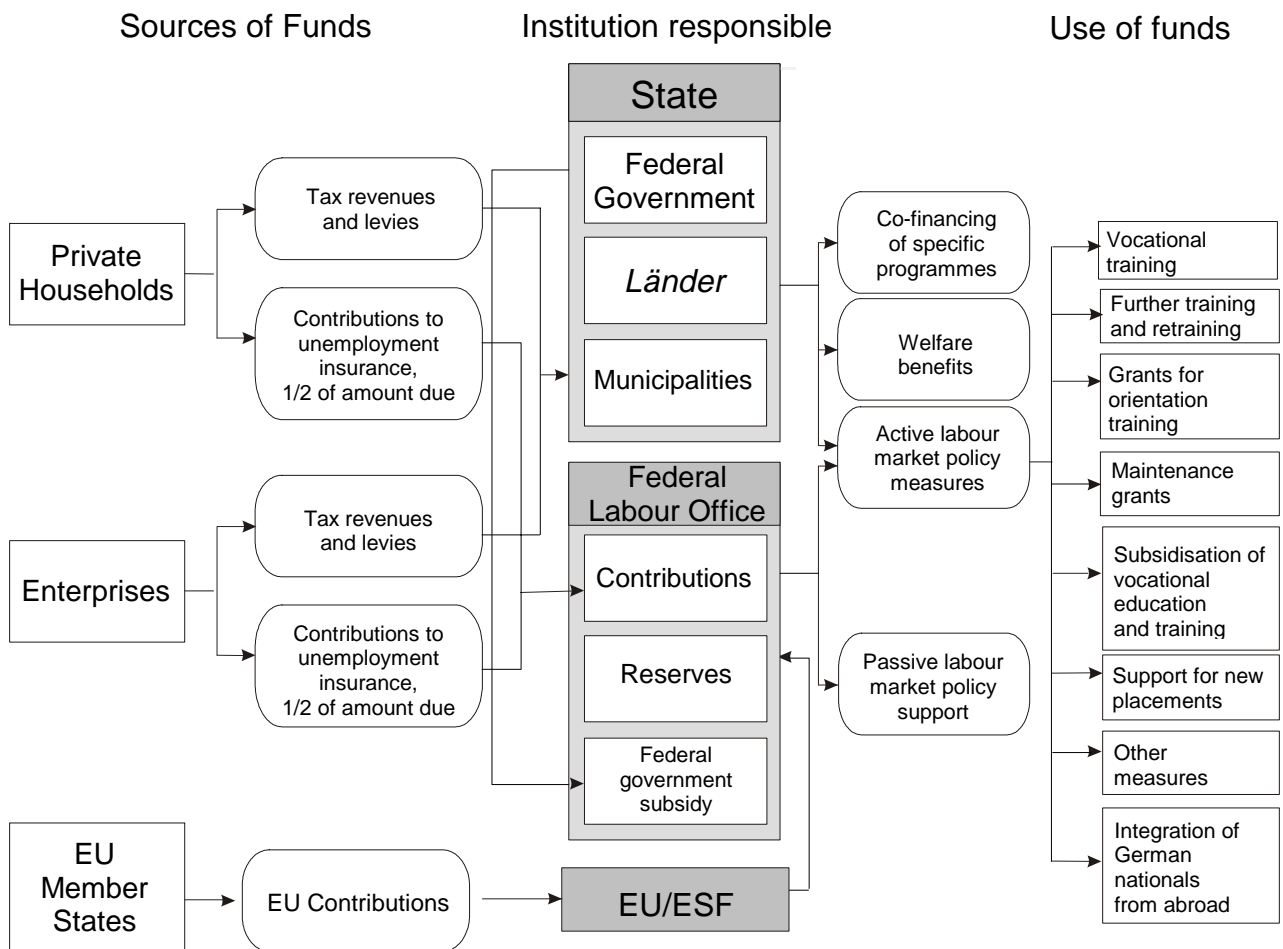 Sources of Funds
Institution responsible
Use of funds
State
Federal
Government
Länder
Municipalities
Private
Households
Tax revenues
and levies
Contributions to
unemployment
insurance,
1/2 of amount due
Co-financing
of specific
programmes
Welfare
benefits
Active labour
market policy
measures
Vocational
training
Further training
and retraining
Grants for
orientation
training
Maintenance
grants
Federal
Labour Office
Contributions
Reserves
Federal
government
subsidy
Enterprises
Tax revenues
and levies
Contributions to
unemployment
insurance,
1/2 of amount due
Passive labour
market policy
support
Subsidisation of
vocational
education
and training
Support for new
placements
Other
measures
Integration of
German
nationals
from abroad
EU
Member
States
EU Contributions
EU/ESF